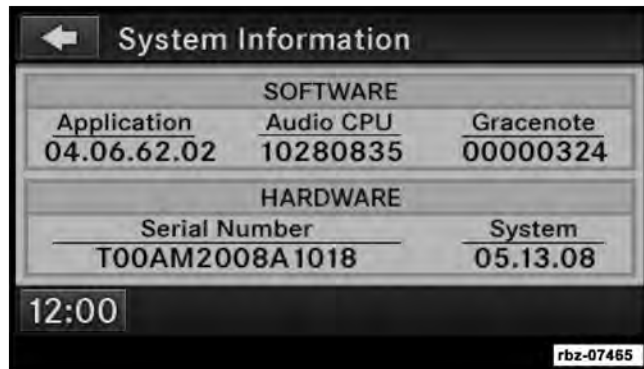 System Information
SOFTWARE
Application Audio CPU Gracenote
04.06.62.02 10280835 00000324
HARDWARE
Serial Number System
T00AM2008A1018 05.13.08
12:00
rbz-07465